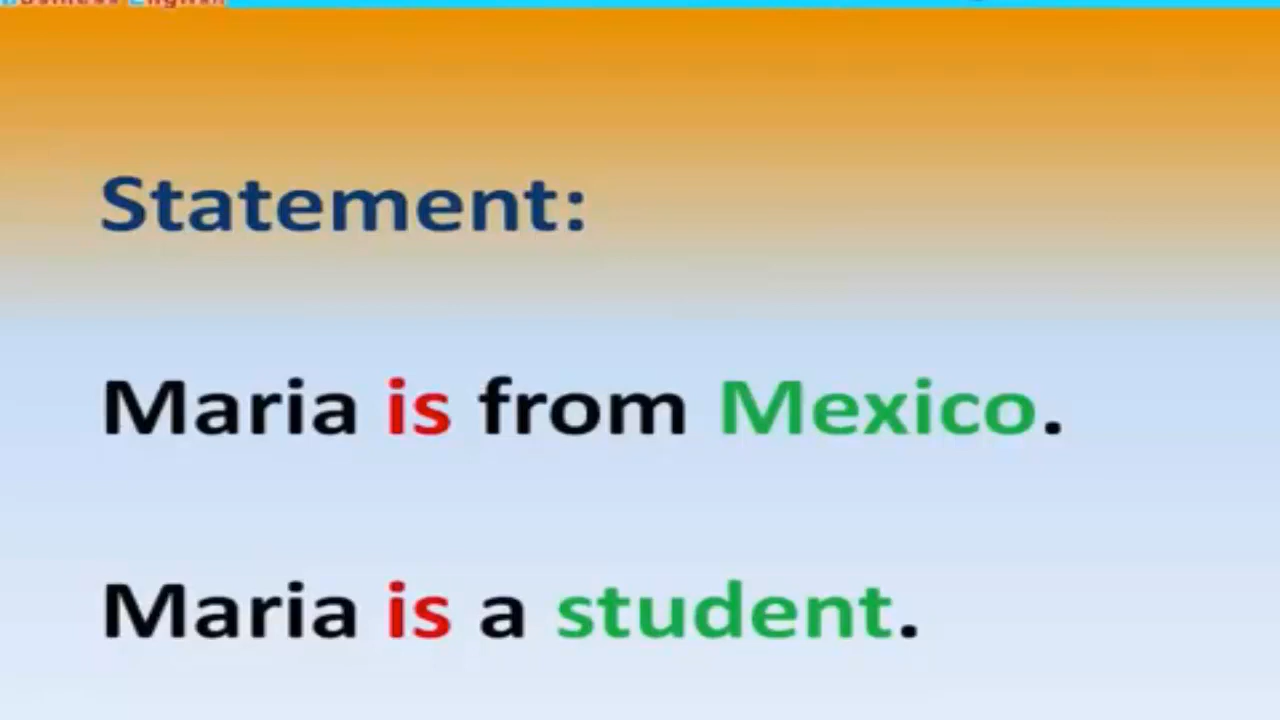 Statement:
Maria is from Mexico.
Maria is a student.